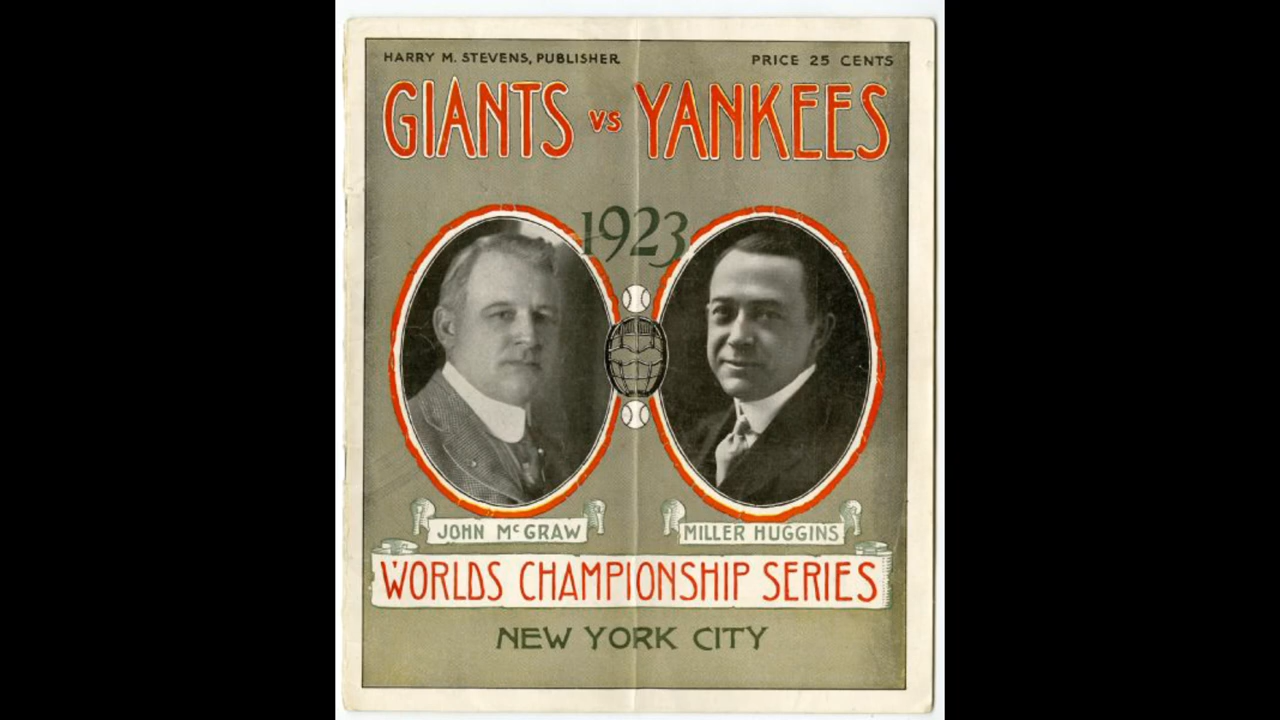 HARRY M. STEVENS, PUBLISHER
PRICE 25 CENTS
GIANTS vs YANKEES
1923
JOHN McGRAW
MILLER HUGGINS
WORLDS CHAMPIONSHIP SERIES
NEW YORK CITY